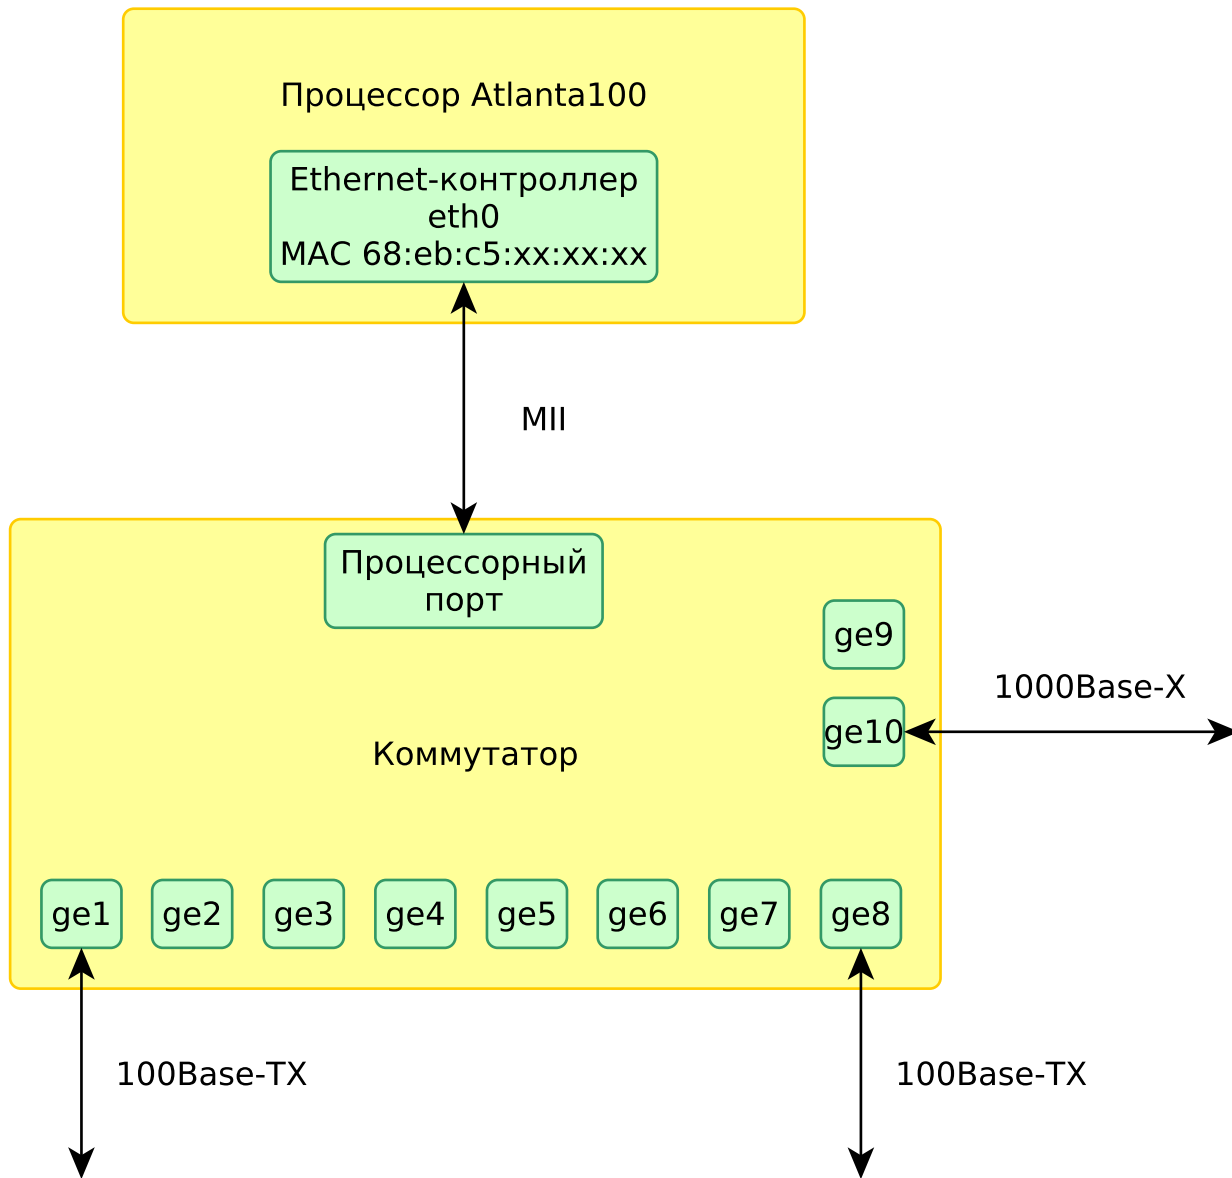 Процессор Atlanta100
Ethernet-контроллер
eth0
MAC 68:eb:c5:xx:xx:xx
MII
Процессорный
порт
ge9
1000Base-X
ge10
Коммутатор
ge1 ge2 ge3 ge4 ge5 ge6 ge7 ge8
100Base-TX 100Base-TX